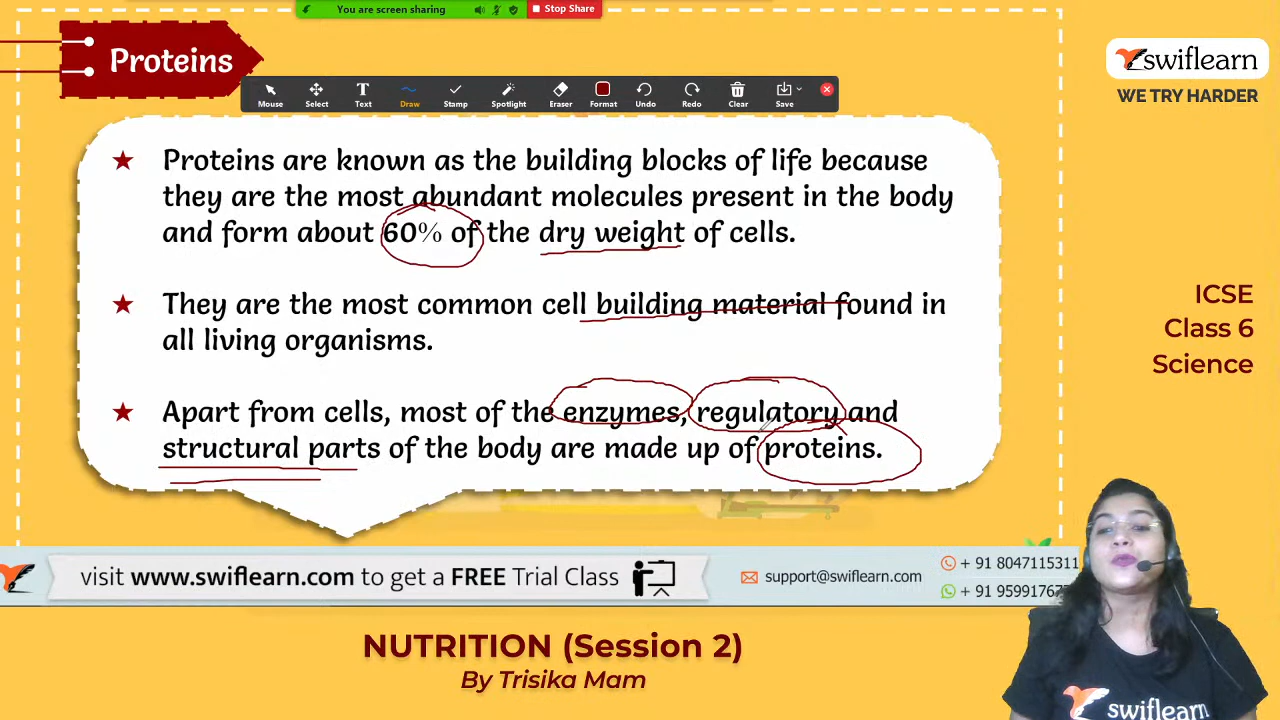 You are screen sharing
Stop Share
Proteins
Mouse Select Text Draw Stamp Spotlight Eraser Format Undo Redo Clear Save
swiflearn
WE TRY HARDER
Proteins are known as the building blocks of life because
they are the most abundant molecules present in the body
and form about 60% of the dry weight of cells.
They are the most common cell building material found in
all living organisms.
Apart from cells, most of the enzymes, regulatory and
structural parts of the body are made up of proteins.
ICSE
Class 6
Science
visit www.swiflearn.com to get a FREE Trial Class
support@swiflearn.com
+ 91 8047115311
+ 91 95991767
NUTRITION (Session 2)
By Trisika Mam
swiflearn